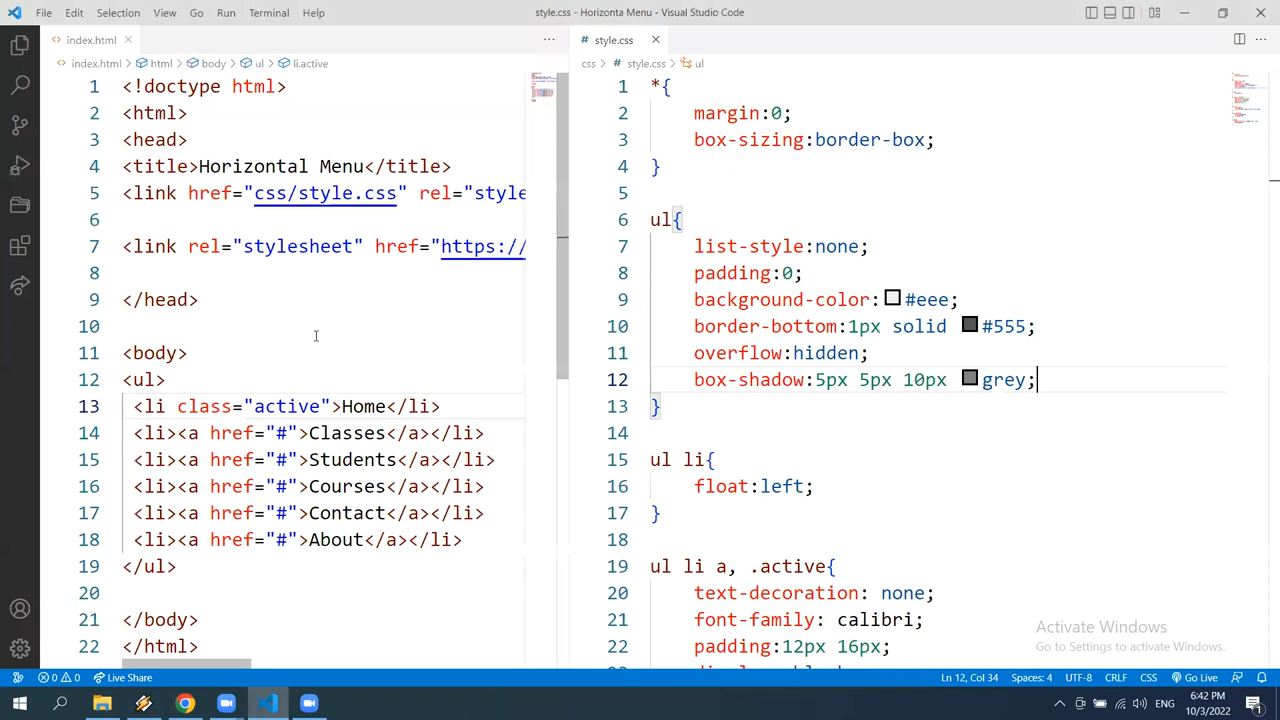 File Edit Selection View Go Run Terminal Help
style.css - Horizonta Menu - Visual Studio Code
index.html
index.html > html > body > ul > li.active
1 <!doctype html>
2 <html>
3 <head>
4 <title>Horizontal Menu</title>
5 <link href="css/style.css" rel="style
6
7 <link rel="stylesheet" href="https://
8
9 </head>
10
11 <body>
12 <ul>
13 <li class="active">Home</li>
14 <li><a href="#">Classes</a></li>
15 <li><a href="#">Students</a></li>
16 <li><a href="#">Courses</a></li>
17 <li><a href="#">Contact</a></li>
18 <li><a href="#">About</a></li>
19 </ul>
20
21 </body>
22 </html>
# style.css
css > # style.css > ul
1 *{
2 margin:0;
3 box-sizing:border-box;
4 }
5
6 ul{
7 list-style:none;
8 padding:0;
9 background-color:#eee;
10 border-bottom:1px solid #555;
11 overflow:hidden;
12 box-shadow:5px 5px 10px grey;
13 }
14
15 ul li{
16 float:left;
17 }
18
19 ul li a, .active{
20 text-decoration: none;
21 font-family: calibri;
22 padding:12px 16px;
Activate Windows
Go to Settings to activate Windows.
0 0 Live Share
Ln 12, Col 34 Spaces: 4 UTF-8 CRLF CSS Go Live
ENG
6:42 PM
10/3/2022
1